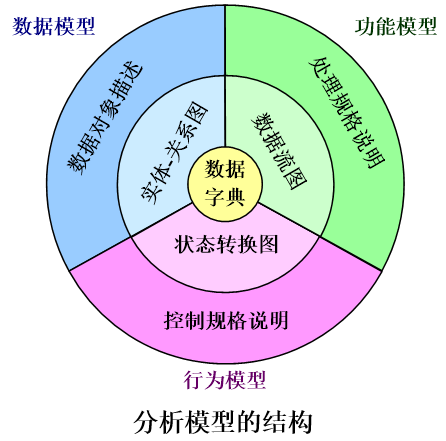 数据模型
功能模型
数据对象描述
处理规格说明
实体-关系图
数据流图
数据
字典
状态转换图
控制规格说明
行为模型
分析模型的结构